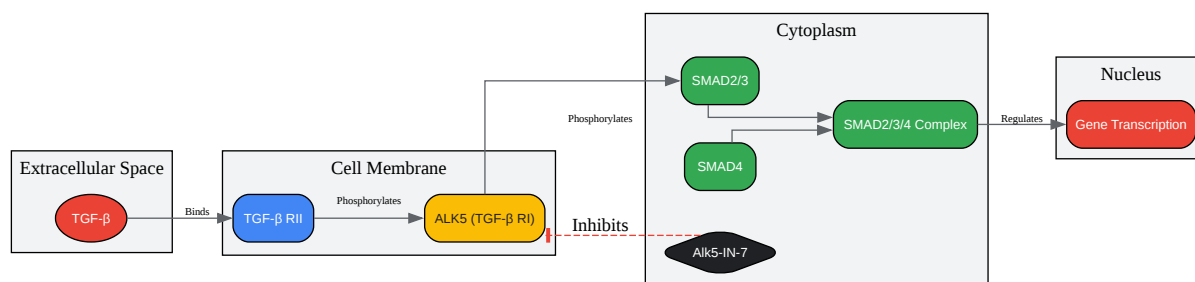 Extracellular Space
TGF-β
Binds
Cell Membrane
TGF-β RII
Phosphorylates
ALK5 (TGF-β RI)
Phosphorylates
Inhibits
Cytoplasm
SMAD2/3
SMAD4
SMAD2/3/4 Complex
Alk5-IN-7
Regulates
Nucleus
Gene Transcription